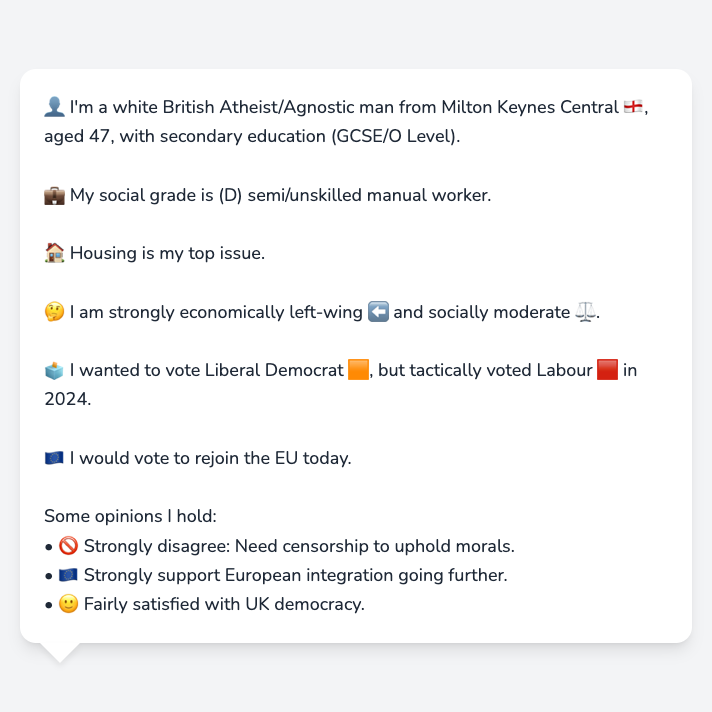 👤 I'm a white British Atheist/Agnostic man from Milton Keynes Central 🏴󠁧󠁢󠁥󠁮󠁧󠁿,
aged 47, with secondary education (GCSE/O Level).
💼 My social grade is (D) semi/unskilled manual worker.
🏠 Housing is my top issue.
🤔 I am strongly economically left-wing ⬅️ and socially moderate ⚖️.
🗳️ I wanted to vote Liberal Democrat 🟧, but tactically voted Labour 🟥 in
2024.
🇪🇺 I would vote to rejoin the EU today.
Some opinions I hold:
• 🚫 Strongly disagree: Need censorship to uphold morals.
• 🇪🇺 Strongly support European integration going further.
• 🙂 Fairly satisfied with UK democracy.